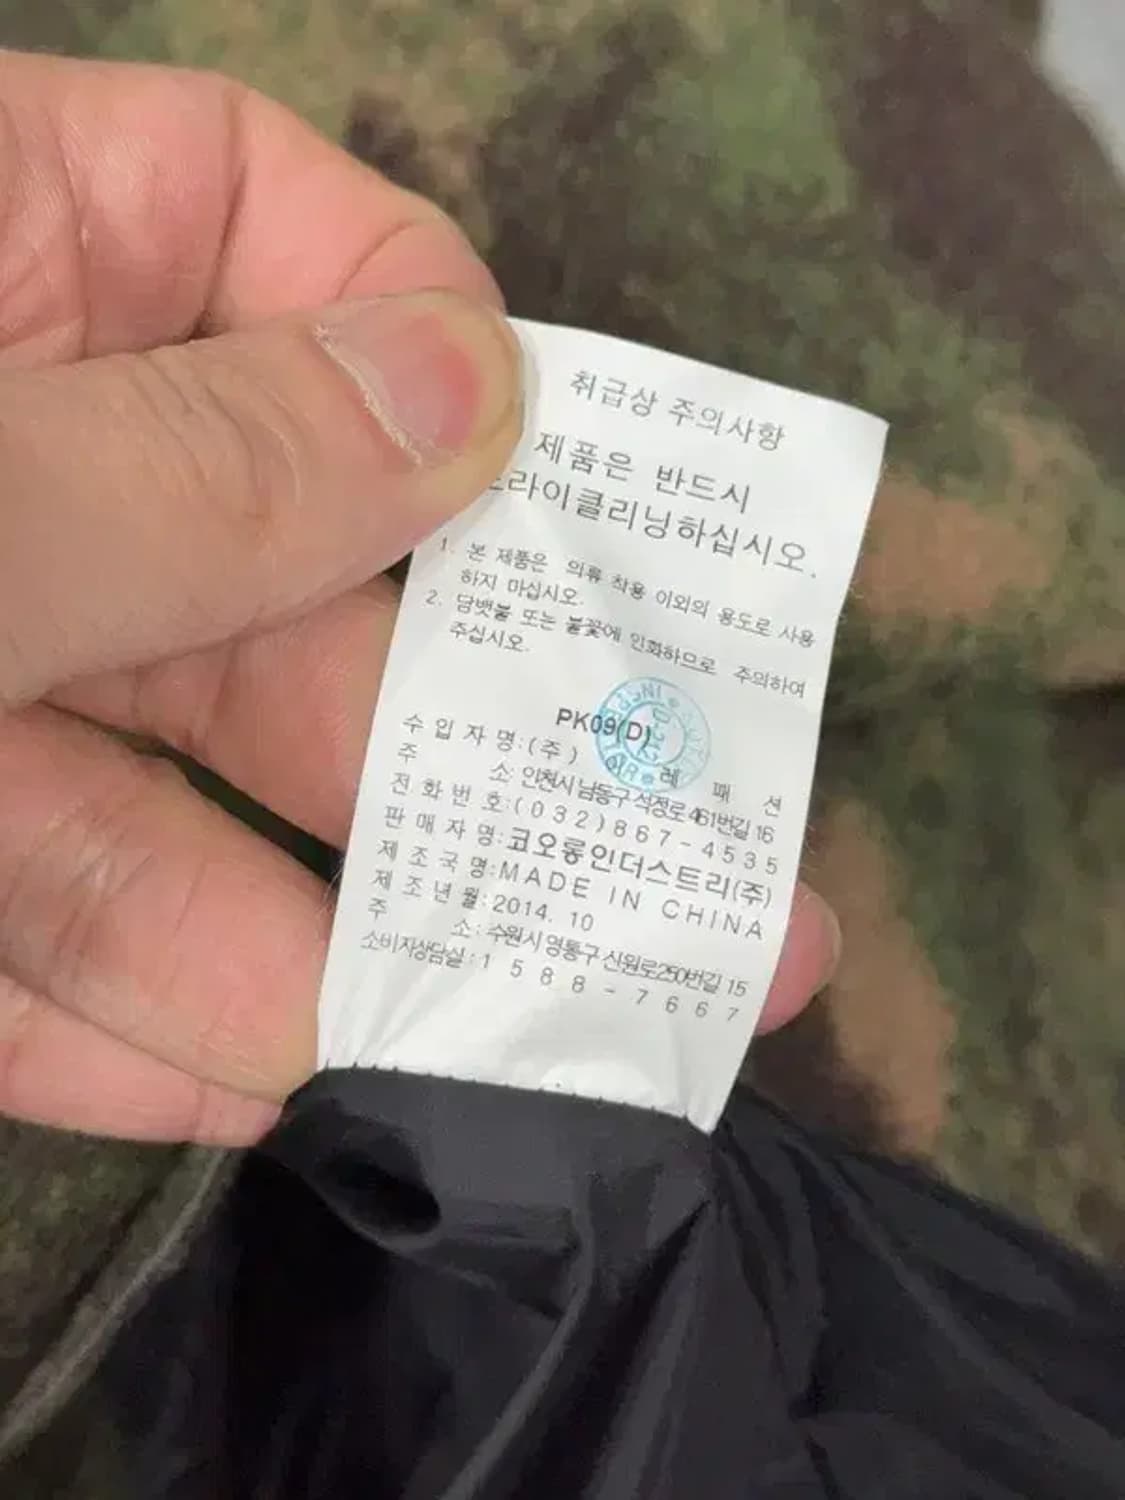 취급상 주의사항
제품은 반드시
라이클리닝하십시오.
1. 본 제품은 의류 착용 이외의 용도로 사용
하지 마십시오.
2. 담뱃불 또는 불꽃에 인화하므로 주의하여
주십시오.
PK09(D)
수 입 자 명:(주) 레 패 션
주 소: 인천시 남동구 석정로 461번길 16
전 화 번 호:(032)867-4535
판 매 자 명:코오롱인더스트리(주)
제 조 국 명:MADE IN CHINA
제 조 년 월:2014. 10
주 소: 수원시 영통구 신원로250번길 15
소비자상담실:1588-7667